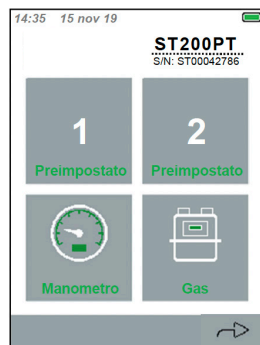 14:35 15 nov 19
ST200PT
S/N: ST00042786
1 2
Preimpostato Preimpostato
Manometro Gas